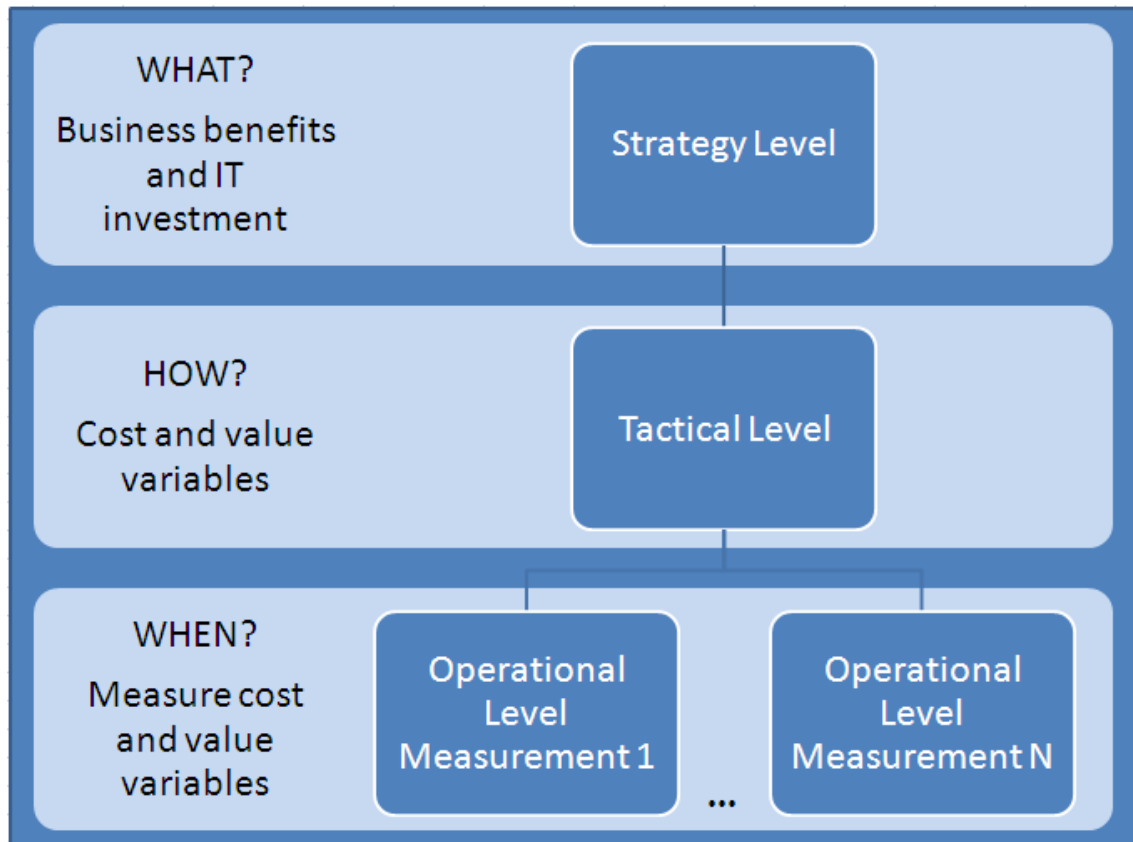 WHAT?
Business benefits
and IT
investment
Strategy Level
HOW?
Cost and value
variables
Tactical Level
WHEN?
Measure cost
and value
variables
Operational
Level
Measurement 1
...
Operational
Level
Measurement N